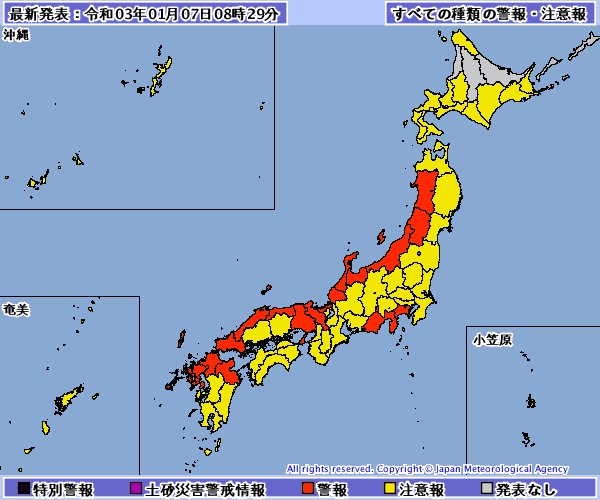 最新発表：令和03年01月07日08時29分
すべての種類の警報・注意報
沖縄
奄美
小笠原
All rights reserved. Copyright © Japan Meteorological Agency
特別警報 土砂災害警戒情報 警報 注意報 発表なし